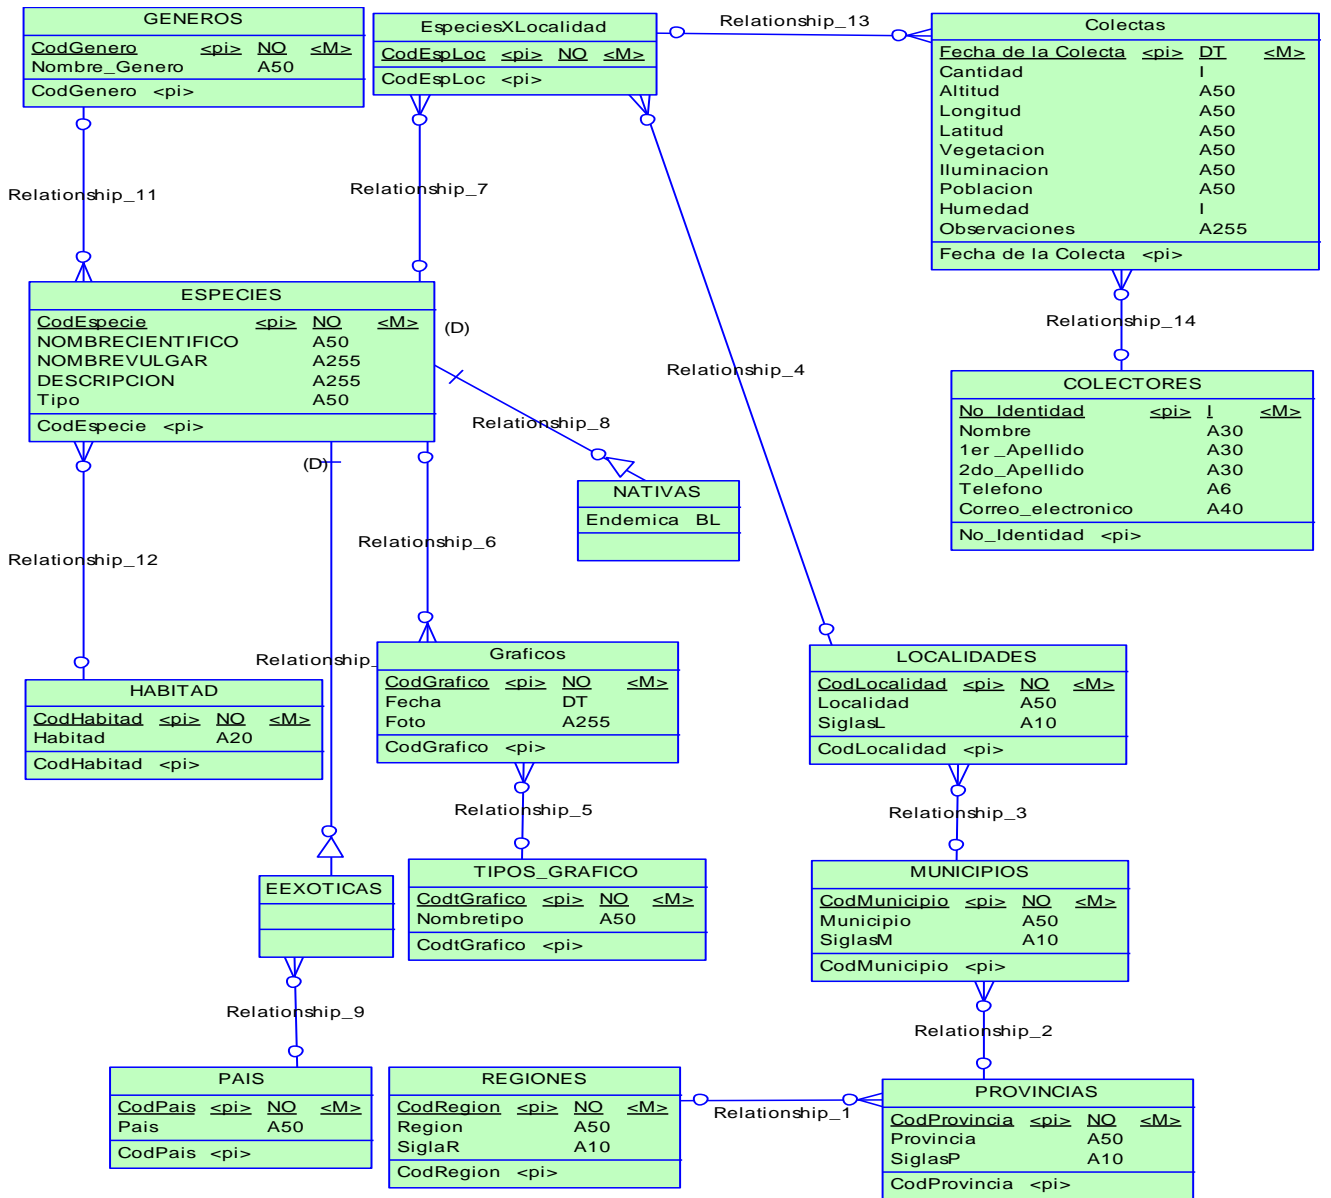 GENEROS
CodGenero <pi> NO <M>
Nombre_Genero A50
CodGenero <pi>
EspeciesXLocalidad
CodEspLoc <pi> NO <M>
CodEspLoc <pi>
Relationship_13
Colectas
Fecha de la Colecta <pi> DT <M>
Cantidad I
Altitud A50
Longitud A50
Latitud A50
Vegetacion A50
Iluminacion A50
Poblacion A50
Humedad I
Observaciones A255
Fecha de la Colecta <pi>
Relationship_11
Relationship_7
ESPECIES
CodEspecie <pi> NO <M>
NOMBRECIENTIFICO A50
NOMBREVULGAR A255
DESCRIPCION A255
Tipo A50
CodEspecie <pi>
(D)
Relationship_14
Relationship_4
COLECTORES
No_Identidad <pi> I <M>
Nombre A30
1er _Apellido A30
2do_Apellido A30
Telefono A6
Correo_electronico A40
No_Identidad <pi>
Relationship_8
(D)
NATIVAS
Endemica BL
Relationship_6
Relationship_12
Relationship_
HABITAD
CodHabitad <pi> NO <M>
Habitad A20
CodHabitad <pi>
Graficos
CodGrafico <pi> NO <M>
Fecha DT
Foto A255
CodGrafico <pi>
LOCALIDADES
CodLocalidad <pi> NO <M>
Localidad A50
SiglasL A10
CodLocalidad <pi>
Relationship_5
Relationship_3
EEXOTICAS
TIPOS_GRAFICO
CodtGrafico <pi> NO <M>
Nombretipo A50
CodtGrafico <pi>
MUNICIPIOS
CodMunicipio <pi> NO <M>
Municipio A50
SiglasM A10
CodMunicipio <pi>
Relationship_9
Relationship_2
PAIS
CodPais <pi> NO <M>
Pais A50
CodPais <pi>
REGIONES
CodRegion <pi> NO <M>
Region A50
SiglaR A10
CodRegion <pi>
Relationship_1
PROVINCIAS
CodProvincia <pi> NO <M>
Provincia A50
SiglasP A10
CodProvincia <pi>